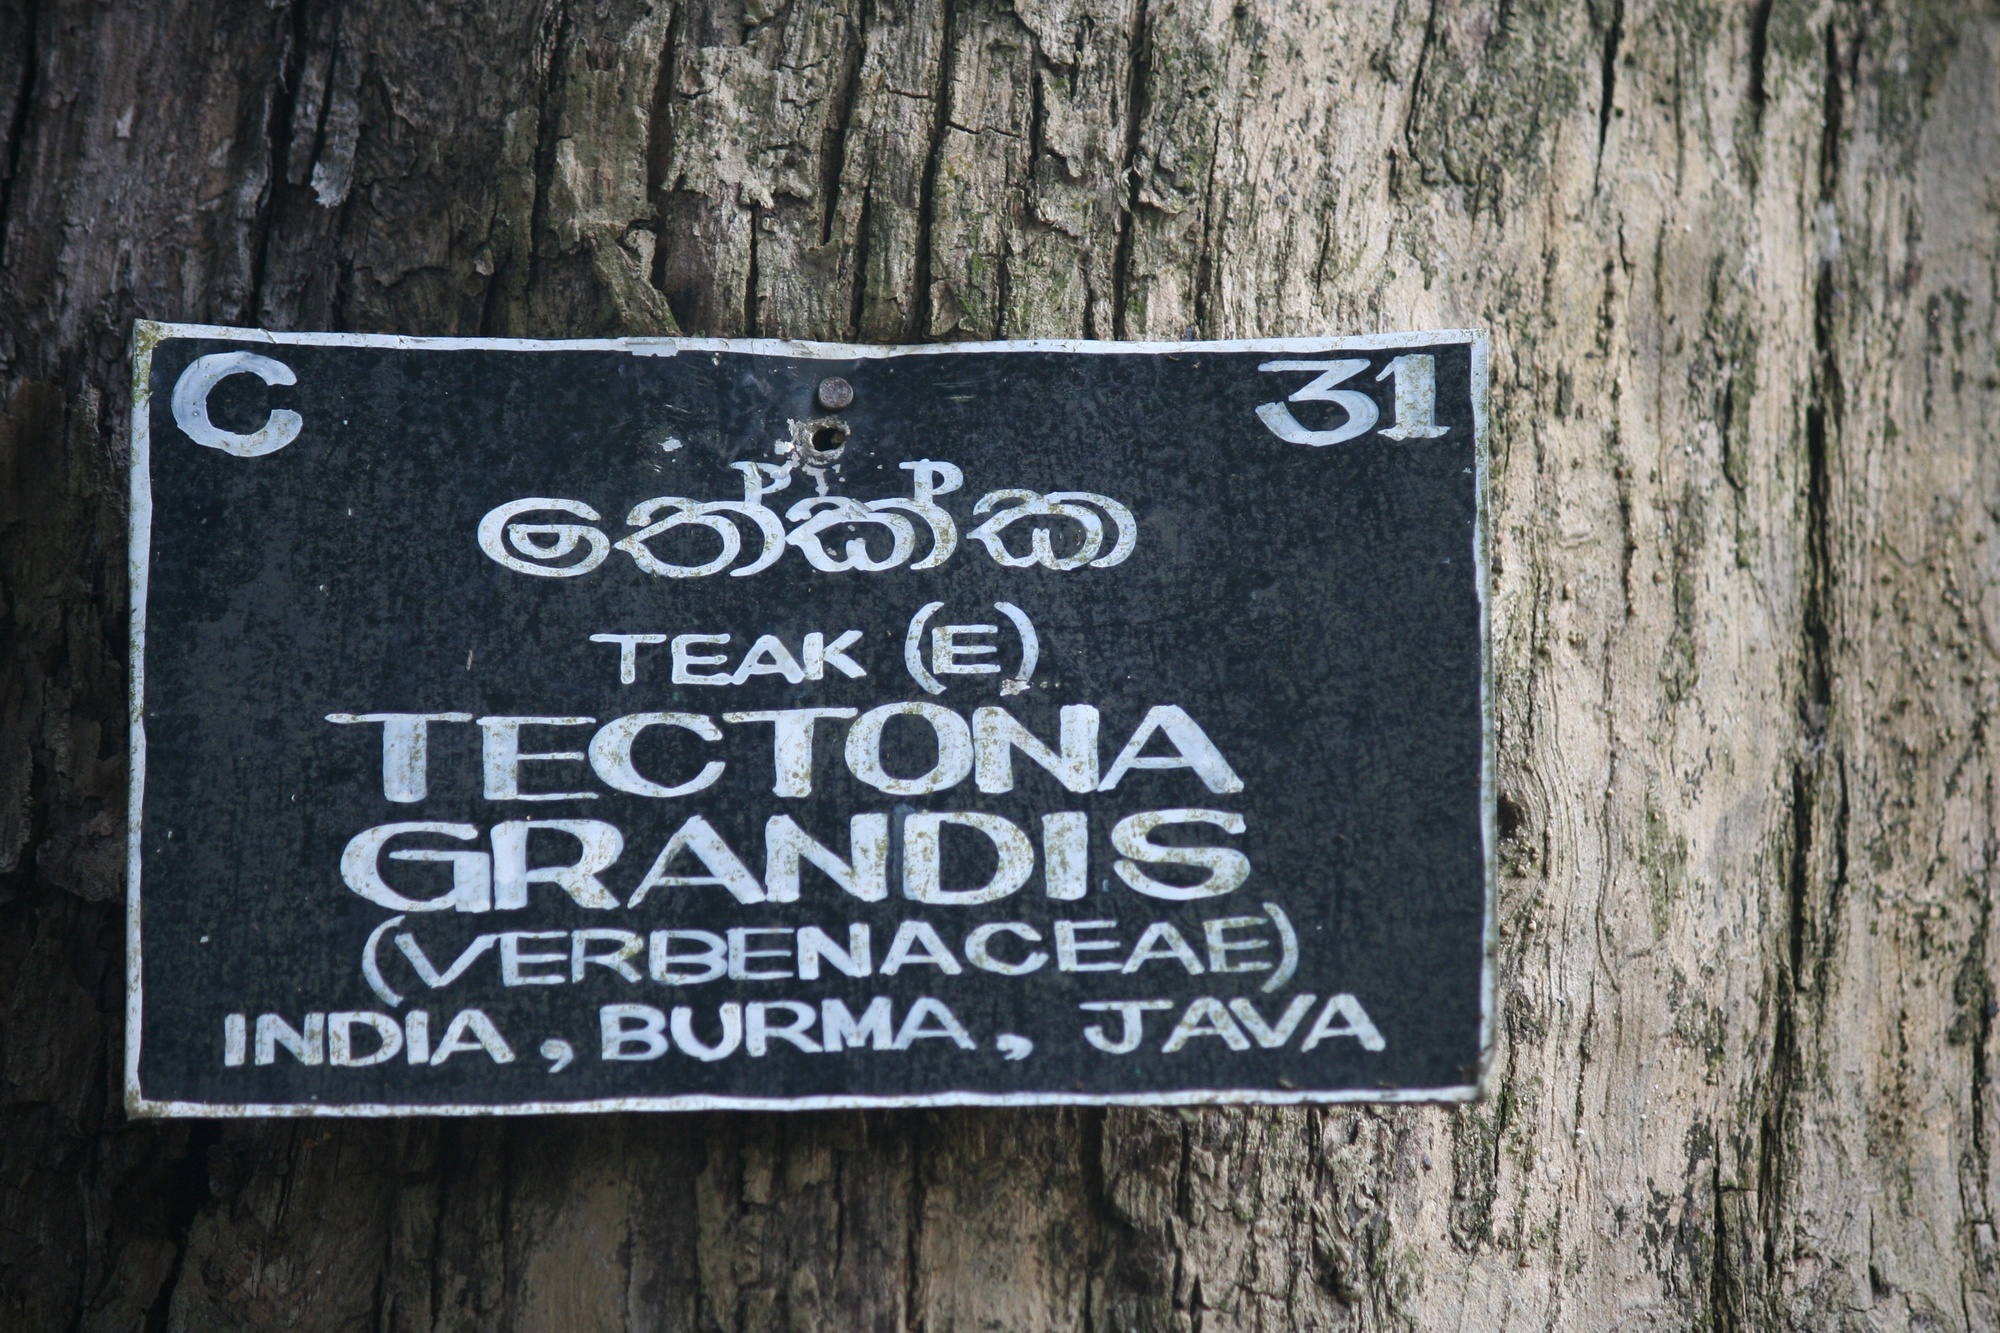 C 31
තේක්ක
TEAK (E)
TECTONA
GRANDIS
(VERBENACEAE)
INDIA, BURMA, JAVA